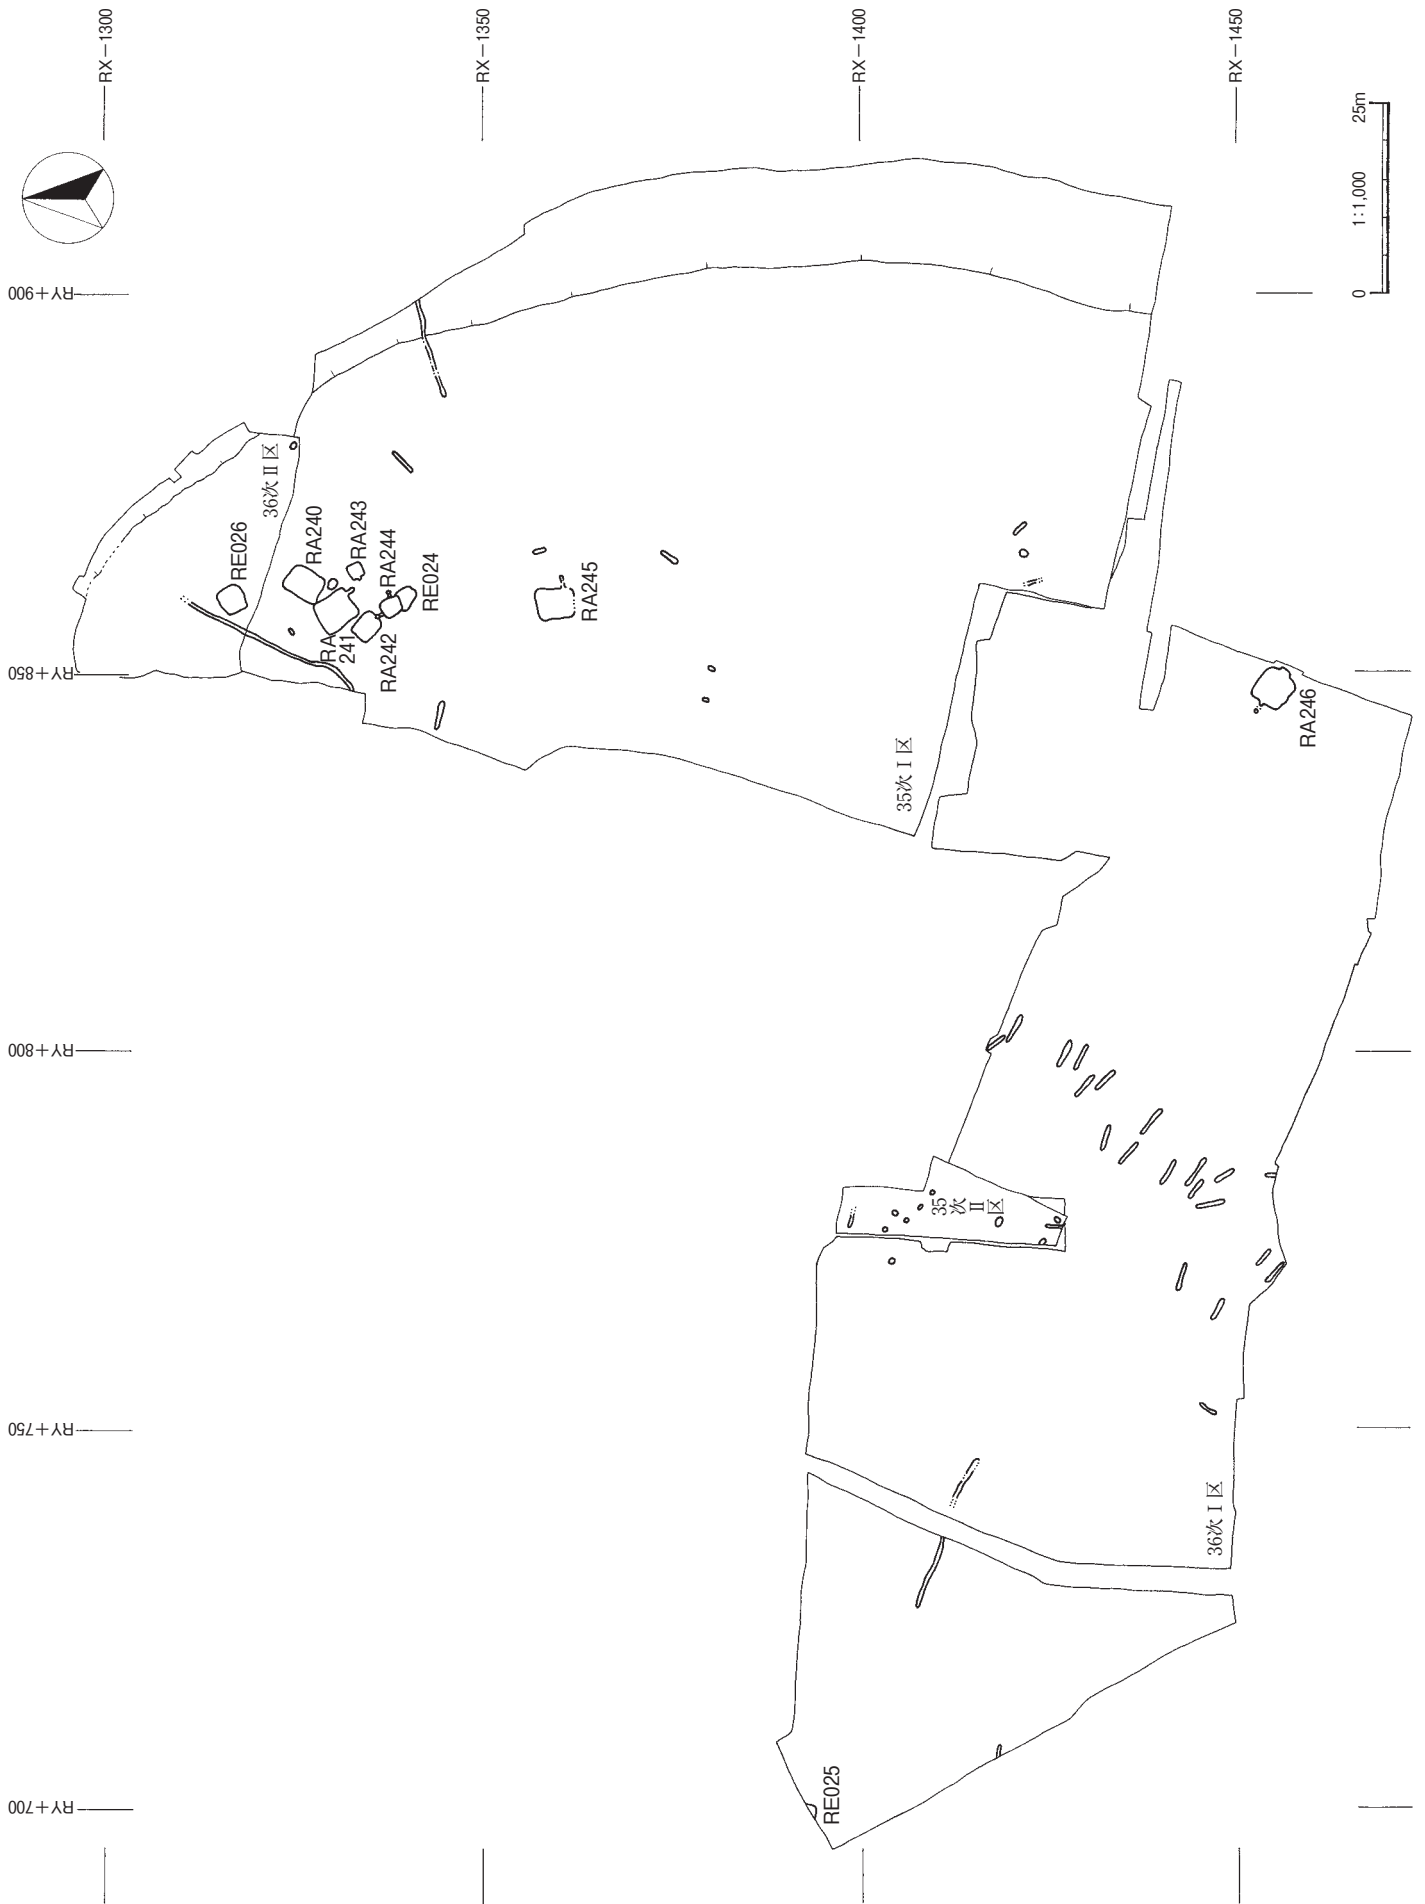 RX－1300
RX－1350
RX－1400
RX－1450
RY＋900
RY＋850
RY＋800
RY＋750
RY＋700
0
1:1,000
25m
36次Ⅱ区
RE026
RA240
RA243
RA244
RE024
RA
241
RA242
RA245
35次Ⅰ区
RA246
35
次
Ⅱ
区
36次Ⅰ区
RE025